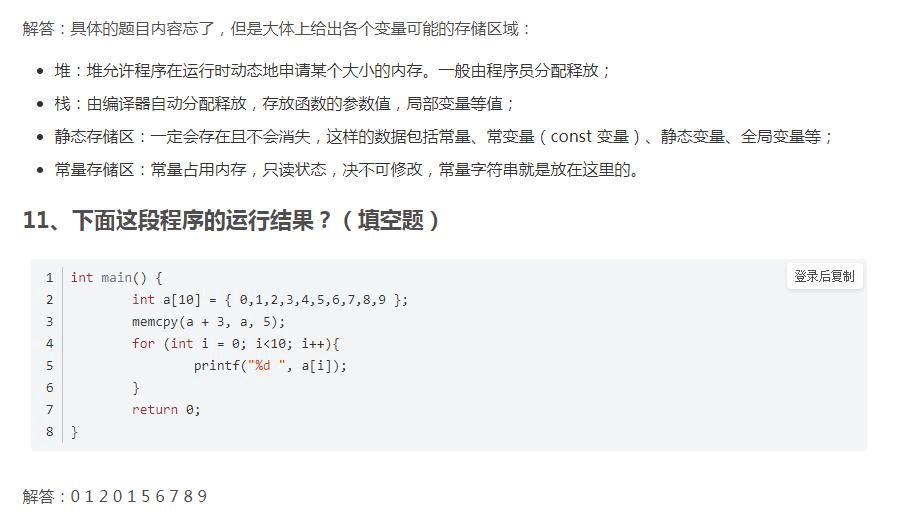 解答：具体的题目内容忘了，但是大体上给出各个变量可能的存储区域：
• 堆：堆允许程序在运行时动态地申请某个大小的内存。一般由程序员分配释放；
• 栈：由编译器自动分配释放，存放函数的参数值，局部变量等值；
• 静态存储区：一定会存在且不会消失，这样的数据包括常量、常变量（const 变量）、静态变量、全局变量等；
• 常量存储区：常量占用内存，只读状态，决不可修改，常量字符串就是放在这里的。
11、下面这段程序的运行结果？（填空题）
登录后复制
1 int main() {
2 int a[10] = { 0,1,2,3,4,5,6,7,8,9 };
3 memcpy(a + 3, a, 5);
4 for (int i = 0; i<10; i++){
5 printf("%d ", a[i]);
6 }
7 return 0;
8 }
解答：0 1 2 0 1 5 6 7 8 9